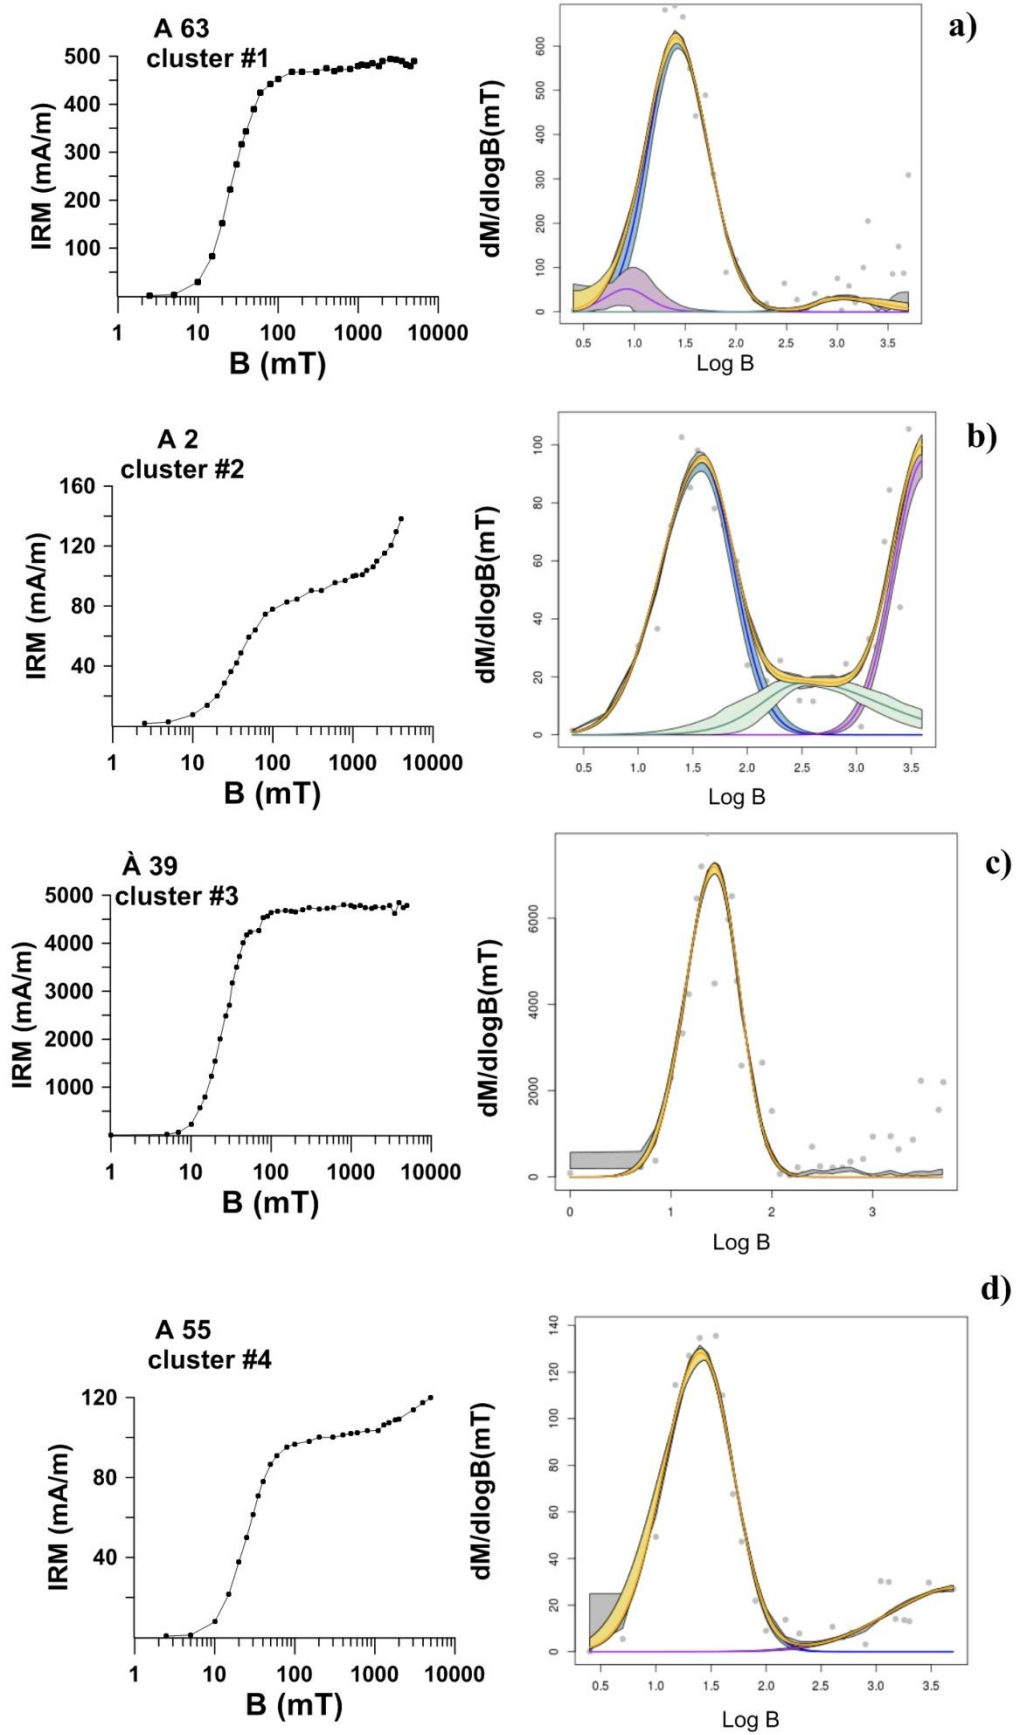 A 63
cluster #1
a)
IRM (mA/m)
500
400
300
200
100
1 10 100 1000 10000
B (mT)
dM/dlogB(mT)
600
500
400
300
200
100
0
0.5 1.0 1.5 2.0 2.5 3.0 3.5
Log B
A 2
cluster #2
b)
IRM (mA/m)
160
120
80
40
1 10 100 1000 10000
B (mT)
dM/dlogB(mT)
100
80
60
40
20
0
0.5 1.0 1.5 2.0 2.5 3.0 3.5
Log B
À 39
cluster #3
c)
IRM (mA/m)
5000
4000
3000
2000
1000
1 10 100 1000 10000
B (mT)
dM/dlogB(mT)
6000
4000
2000
0
0 1 2 3
Log B
d)
A 55
cluster #4
IRM (mA/m)
120
80
40
1 10 100 1000 10000
B (mT)
dM/dlogB(mT)
140
120
100
80
60
40
20
0
0.5 1.0 1.5 2.0 2.5 3.0 3.5
Log B